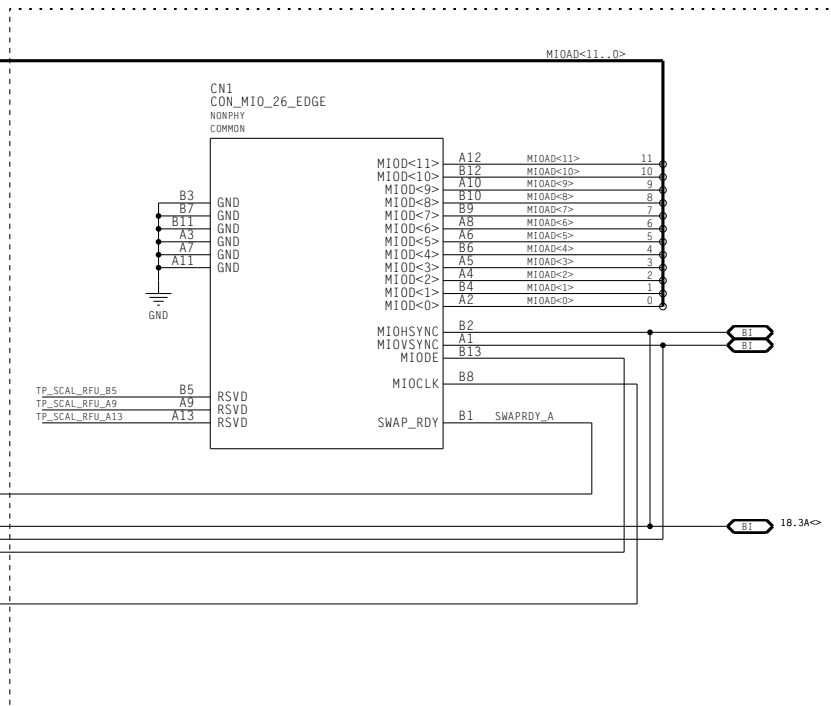 MIOAD<11..0>
CN1
CON_MIO_26_EDGE
NONPHY
COMMON
MIOD<11> A12 MIOAD<11> 11
MIOD<10> B12 MIOAD<10> 10
MIOD<9> A10 MIOAD<9> 9
B3 GND MIOD<8> B10 MIOAD<8> 8
B7 GND MIOD<7> B9 MIOAD<7> 7
B11 GND MIOD<6> A8 MIOAD<6> 6
A3 GND MIOD<5> A6 MIOAD<5> 5
A7 GND MIOD<4> B6 MIOAD<4> 4
A11 GND MIOD<3> A5 MIOAD<3> 3
MIOD<2> A4 MIOAD<2> 2
MIOD<1> B4 MIOAD<1> 1
MIOD<0> A2 MIOAD<0> 0
GND
MIOHSYNC B2 BI
MIOVSYNC A1 BI
MIODE B13
MIOCLK B8
TP_SCAL_RFU_B5 B5 RSVD
TP_SCAL_RFU_A9 A9 RSVD
TP_SCAL_RFU_A13 A13 RSVD SWAP_RDY B1 SWAPRDY_A
BI 18.3A<>